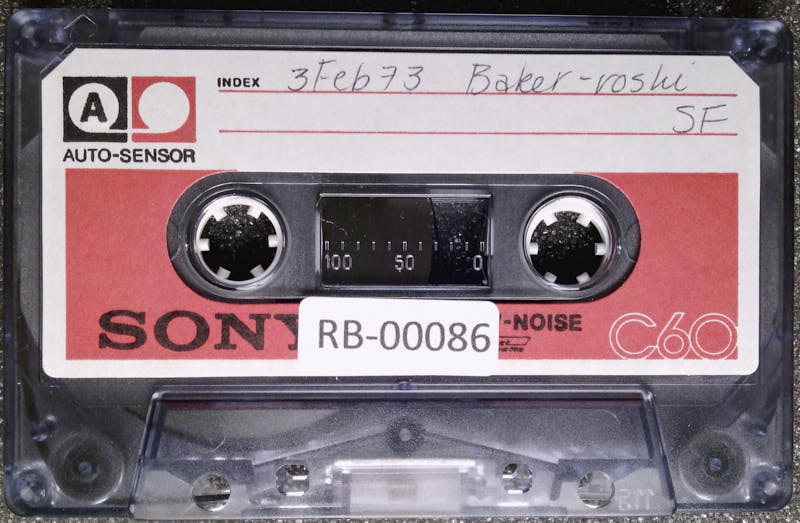 INDEX 3Feb73 Baker-roshi
SF
A
AUTO-SENSOR
100 50 0
SONY
RB-00086
-NOISE
C60